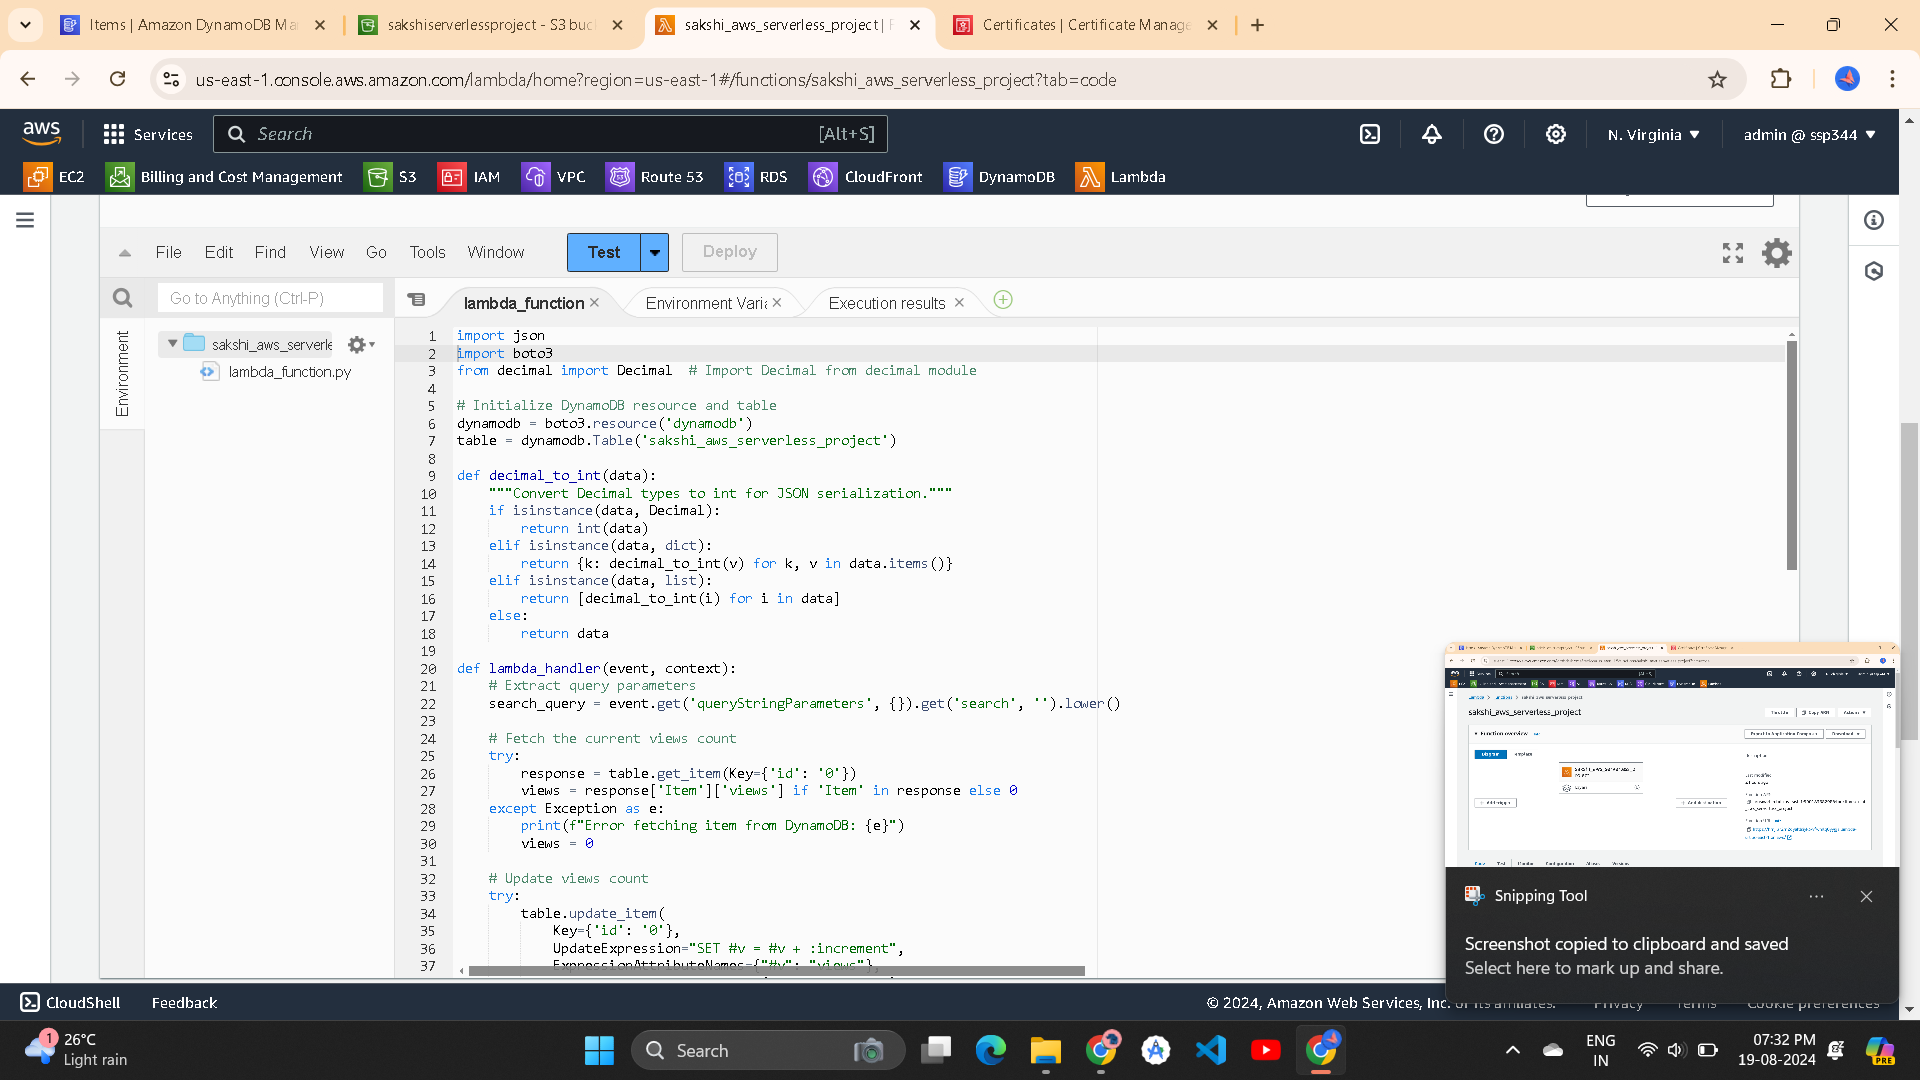 Items | Amazon DynamoDB Ma
sakshiserverlessproject - S3 buc
sakshi_aws_serverless_project | F
Certificates | Certificate Manage
us-east-1.console.aws.amazon.com/lambda/home?region=us-east-1#/functions/sakshi_aws_serverless_project?tab=code
aws
Services
Search
[Alt+S]
N. Virginia
admin @ ssp344
EC2
Billing and Cost Management
S3
IAM
VPC
Route 53
RDS
CloudFront
DynamoDB
Lambda
File
Edit
Find
View
Go
Tools
Window
Test
Deploy
Go to Anything (Ctrl-P)
lambda_function
Environment Vari
Execution results
Environment
sakshi_aws_serverle
lambda_function.py
1 import json
2 import boto3
3 from decimal import Decimal  # Import Decimal from decimal module
4
5 # Initialize DynamoDB resource and table
6 dynamodb = boto3.resource('dynamodb')
7 table = dynamodb.Table('sakshi_aws_serverless_project')
8
9 def decimal_to_int(data):
10     """Convert Decimal types to int for JSON serialization."""
11     if isinstance(data, Decimal):
12         return int(data)
13     elif isinstance(data, dict):
14         return {k: decimal_to_int(v) for k, v in data.items()}
15     elif isinstance(data, list):
16         return [decimal_to_int(i) for i in data]
17     else:
18         return data
19
20 def lambda_handler(event, context):
21     # Extract query parameters
22     search_query = event.get('queryStringParameters', {}).get('search', '').lower()
23
24     # Fetch the current views count
25     try:
26         response = table.get_item(Key={'id': '0'})
27         views = response['Item']['views'] if 'Item' in response else 0
28     except Exception as e:
29         print(f"Error fetching item from DynamoDB: {e}")
30         views = 0
31
32     # Update views count
33     try:
34         table.update_item(
35             Key={'id': '0'},
36             UpdateExpression="SET #v = #v + :increment",
37             ExpressionAttributeNames={"#v": "views"},
sakshi_aws_serverless_project
Function overview
Snipping Tool
Screenshot copied to clipboard and saved
Select here to mark up and share.
CloudShell
Feedback
© 2024, Amazon Web Services, Inc. or its affiliates.
Privacy
Terms
Cookie preferences
1
26°C
Light rain
Search
ENG
IN
07:32 PM
19-08-2024
PRE